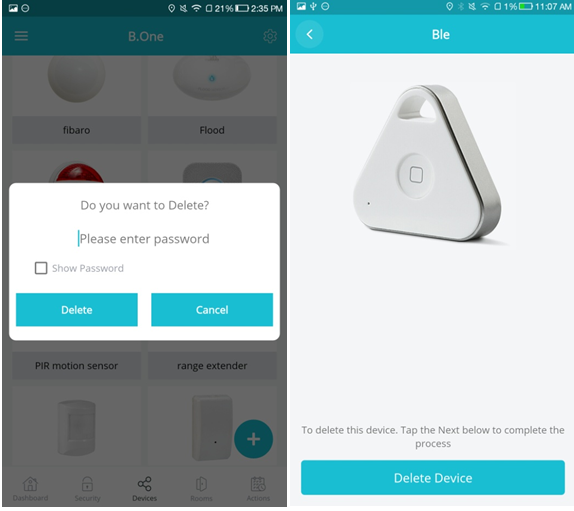 21% 2:35 PM
B.One
fibaro
Flood
Do you want to Delete?
Please enter password
Show Password
Delete
Cancel
PIR motion sensor
range extender
Dashboard
Security
Devices
Rooms
Actions
1% 11:07 AM
Ble
To delete this device. Tap the Next below to complete the
process
Delete Device